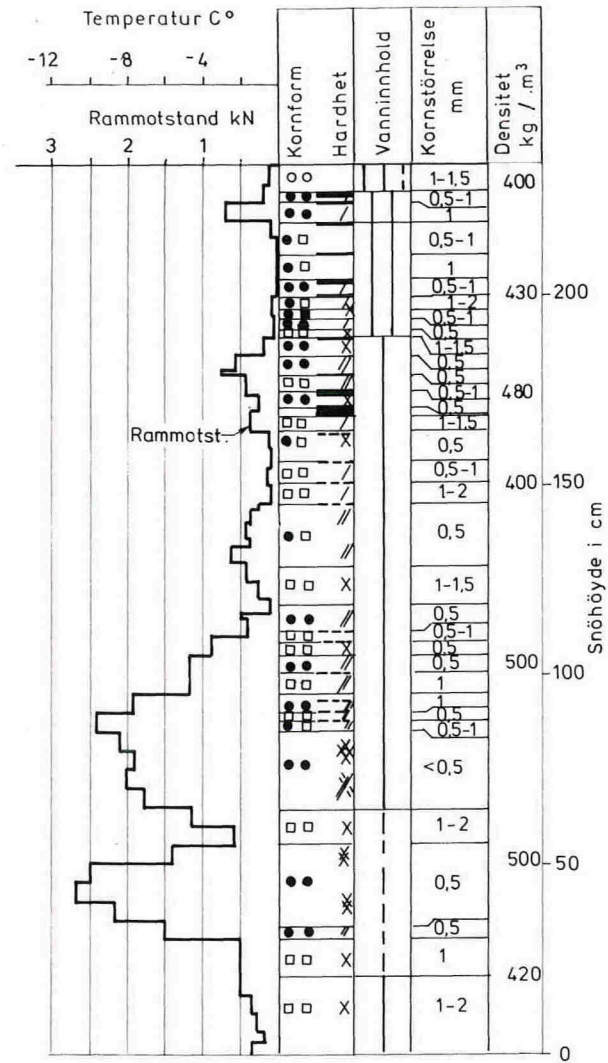 Temperatur C°
-12 -8 -4
Rammotstand kN
3 2 1
Kornform
Hardhet
Vanninnhold
Kornstörrelse mm
Densitet kg / .m³
1-1,5 400
0,5-1
1
0,5-1
1
0,5-1 430 200
1-2
0,5-1
0,5
1-1,5
0,5
0,5
0,5-1 480
0,5
1-1,5
Rammotst.
0,5
0,5-1
1-2 400 150
0,5
1-1,5
0,5
0,5-1
0,5
0,5 500 100
1
1
0,5
0,5-1
<0,5
1-2
500 50
0,5
0,5
1
420
1-2
0
Snöhöyde i cm